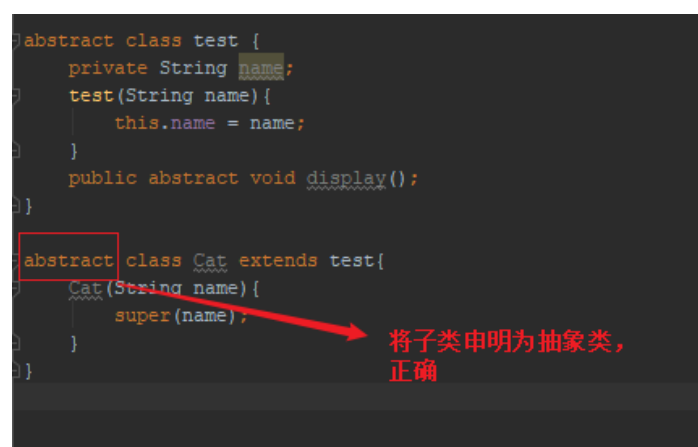 abstract class test {
private String name;
test(String name){
this.name = name;
}
public abstract void display();
}
abstract class Cat extends test{
Cat(String name){
super(name);
}
}
将子类申明为抽象类，
正确